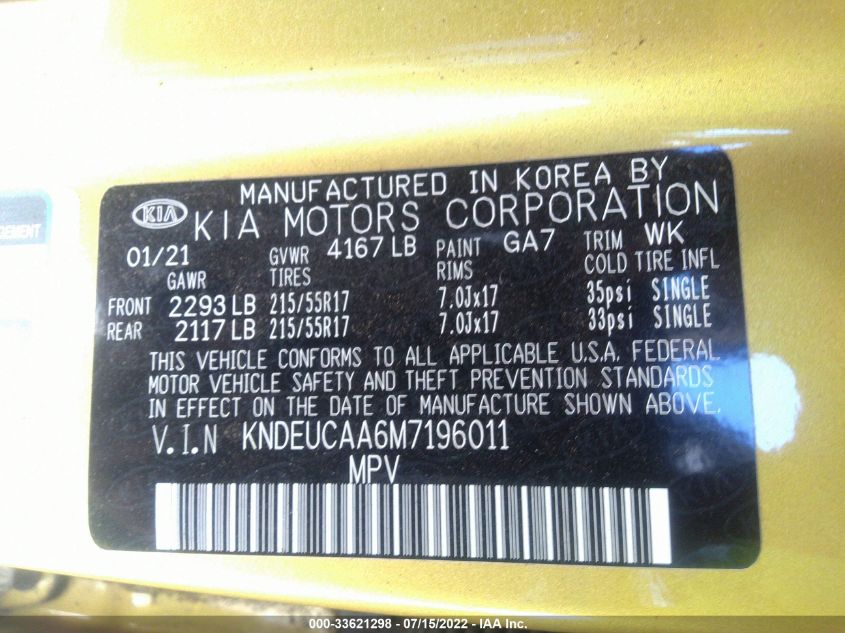 DEMENT
MANUFACTURED IN KOREA BY
KIA KIA MOTORS CORPORATION
01/21 GVWR 4167 LB PAINT GA7 TRIM WK
GAWR TIRES RIMS COLD TIRE INFL
FRONT 2293 LB 215/55R17 7.0Jx17 35psi SINGLE
REAR 2117 LB 215/55R17 7.0Jx17 33psi SINGLE
THIS VEHICLE CONFORMS TO ALL APPLICABLE U.S.A. FEDERAL
MOTOR VEHICLE SAFETY AND THEFT PREVENTION STANDARDS
IN EFFECT ON THE DATE OF MANUFACTURE SHOWN ABOVE.
V.I.N KNDEUCAA6M7196011
MPV
000-33621298 - 07/15/2022 - IAA Inc.